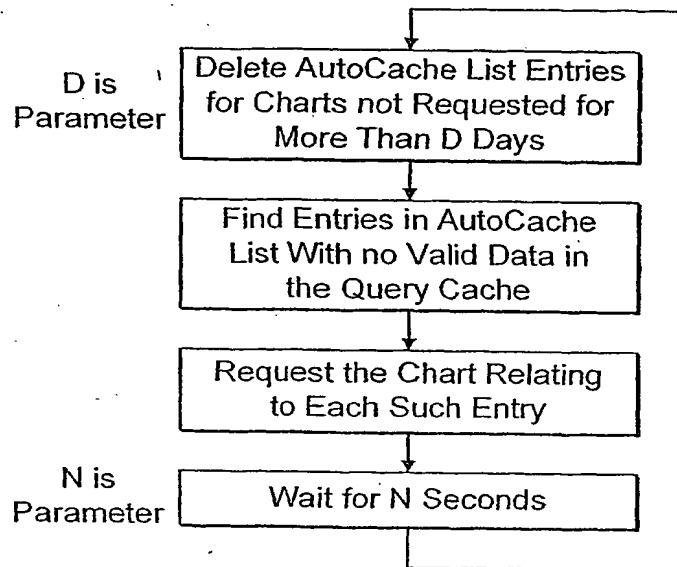 D is
Parameter
Delete AutoCache List Entries
for Charts not Requested for
More Than D Days
Find Entries in AutoCache
List With no Valid Data in
the Query Cache
Request the Chart Relating
to Each Such Entry
N is
Parameter
Wait for N Seconds